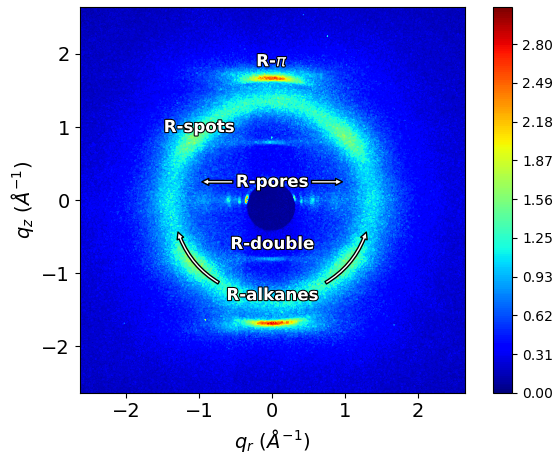 R-π
R-spots
R-pores
R-double
R-alkanes
2
1
0
−1
−2
−2
−1
0
1
2
q_z (Å⁻¹)
q_r (Å⁻¹)
2.80
2.49
2.18
1.87
1.56
1.25
0.93
0.62
0.31
0.00